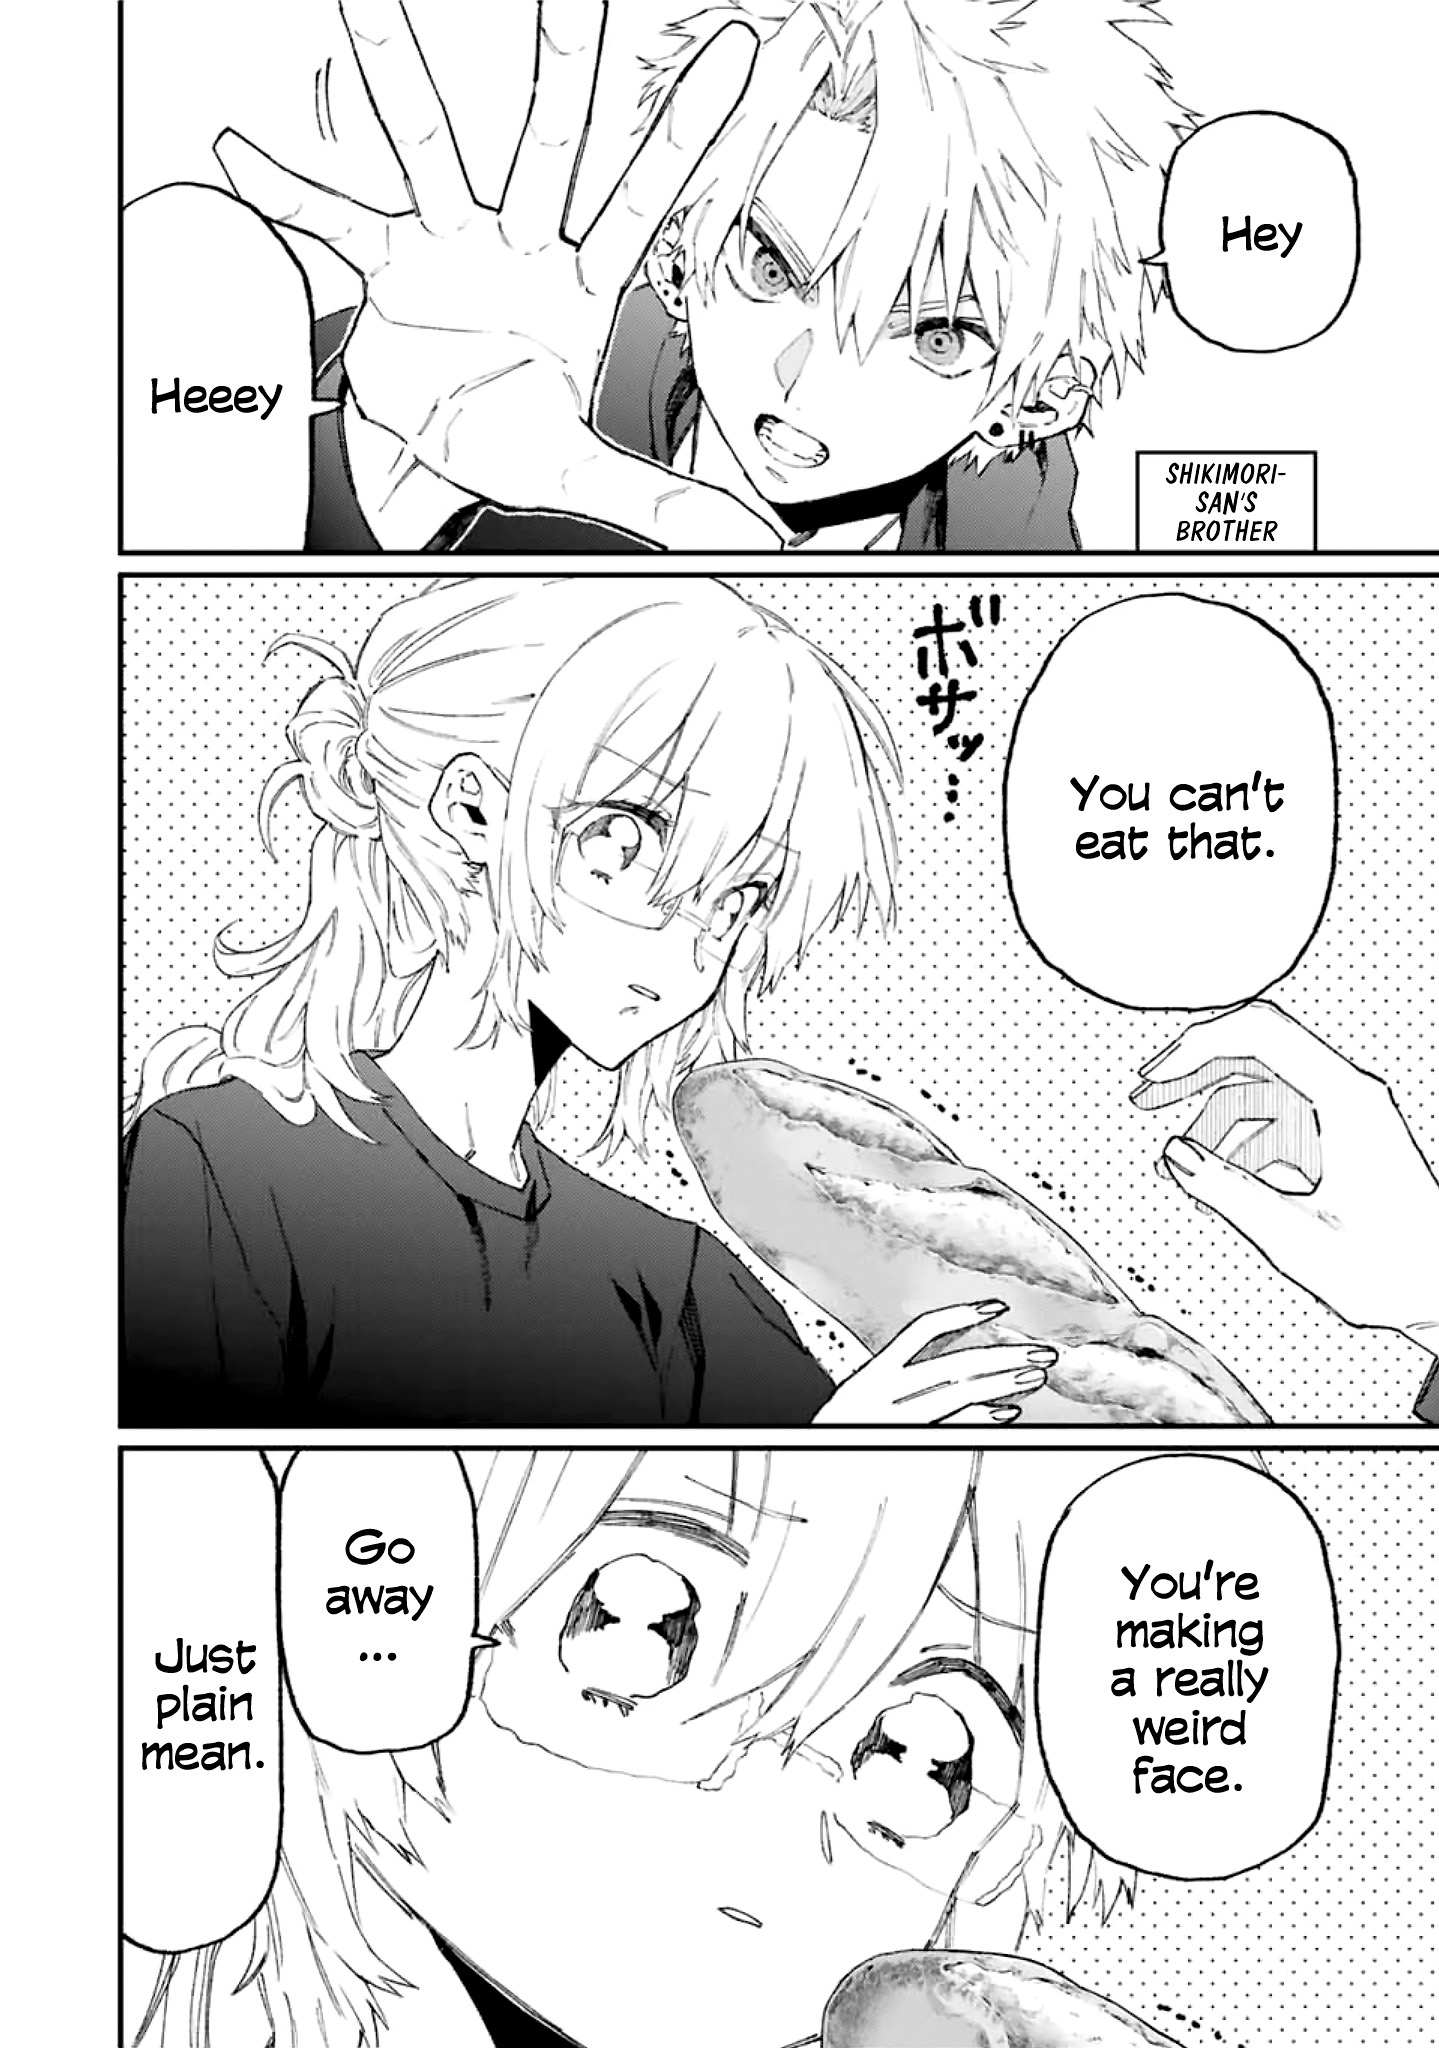 Hey
Heeey
SHIKIMORI-
SAN'S
BROTHER
You can't
eat that.
ボサッ…
You're
making
a really
weird
face.
Go
away
...
Just
plain
mean.